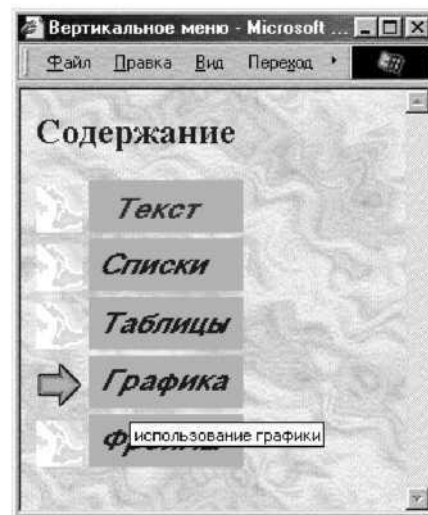 Вертикальное меню - Microsoft ...
Файл Правка Вид Переход
Содержание
Текст
Списки
Таблицы
Графика
использование графики